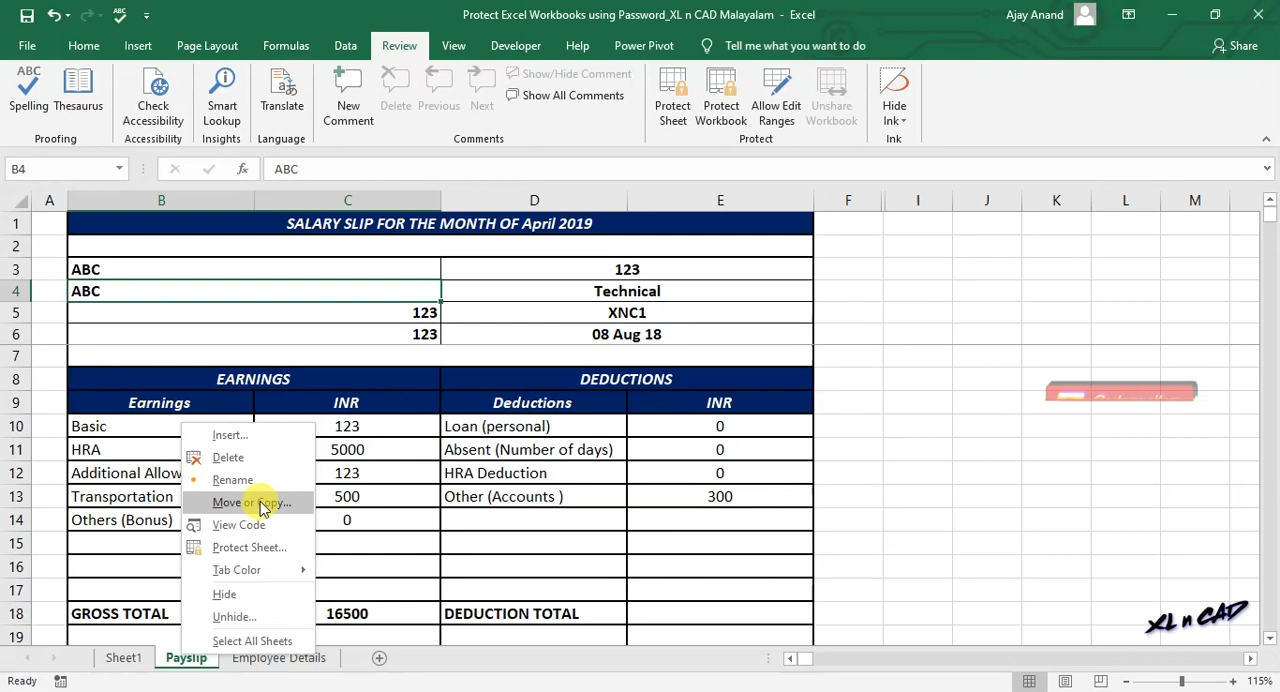 Protect Excel Workbooks using Password_XL n CAD Malayalam - Excel
Ajay Anand
File Home Insert Page Layout Formulas Data Review View Developer Help Power Pivot Tell me what you want to do Share
ABC
Spelling Thesaurus Check Accessibility Smart Lookup Translate New Comment Delete Previous Next Show/Hide Comment Show All Comments Protect Sheet Protect Workbook Allow Edit Ranges Unshare Workbook Hide Ink
Proofing Accessibility Insights Language Comments Protect Ink
B4 fx ABC
A B C D E F I J K L M
1 SALARY SLIP FOR THE MONTH OF April 2019
2
3 ABC 123
4 ABC Technical
5 123 XNC1
6 123 08 Aug 18
7
8 EARNINGS DEDUCTIONS
9 Earnings INR Deductions INR
10 Basic 123 Loan (personal) 0
11 HRA 5000 Absent (Number of days) 0
12 Additional Allow 123 HRA Deduction 0
13 Transportation 500 Other (Accounts ) 300
14 Others (Bonus) 0
15
16
17
18 GROSS TOTAL 16500 DEDUCTION TOTAL
19
Insert...
Delete
Rename
Move or Copy...
View Code
Protect Sheet...
Tab Color
Hide
Unhide...
Select All Sheets
XL n CAD
Sheet1 Payslip Employee Details
Ready 115%